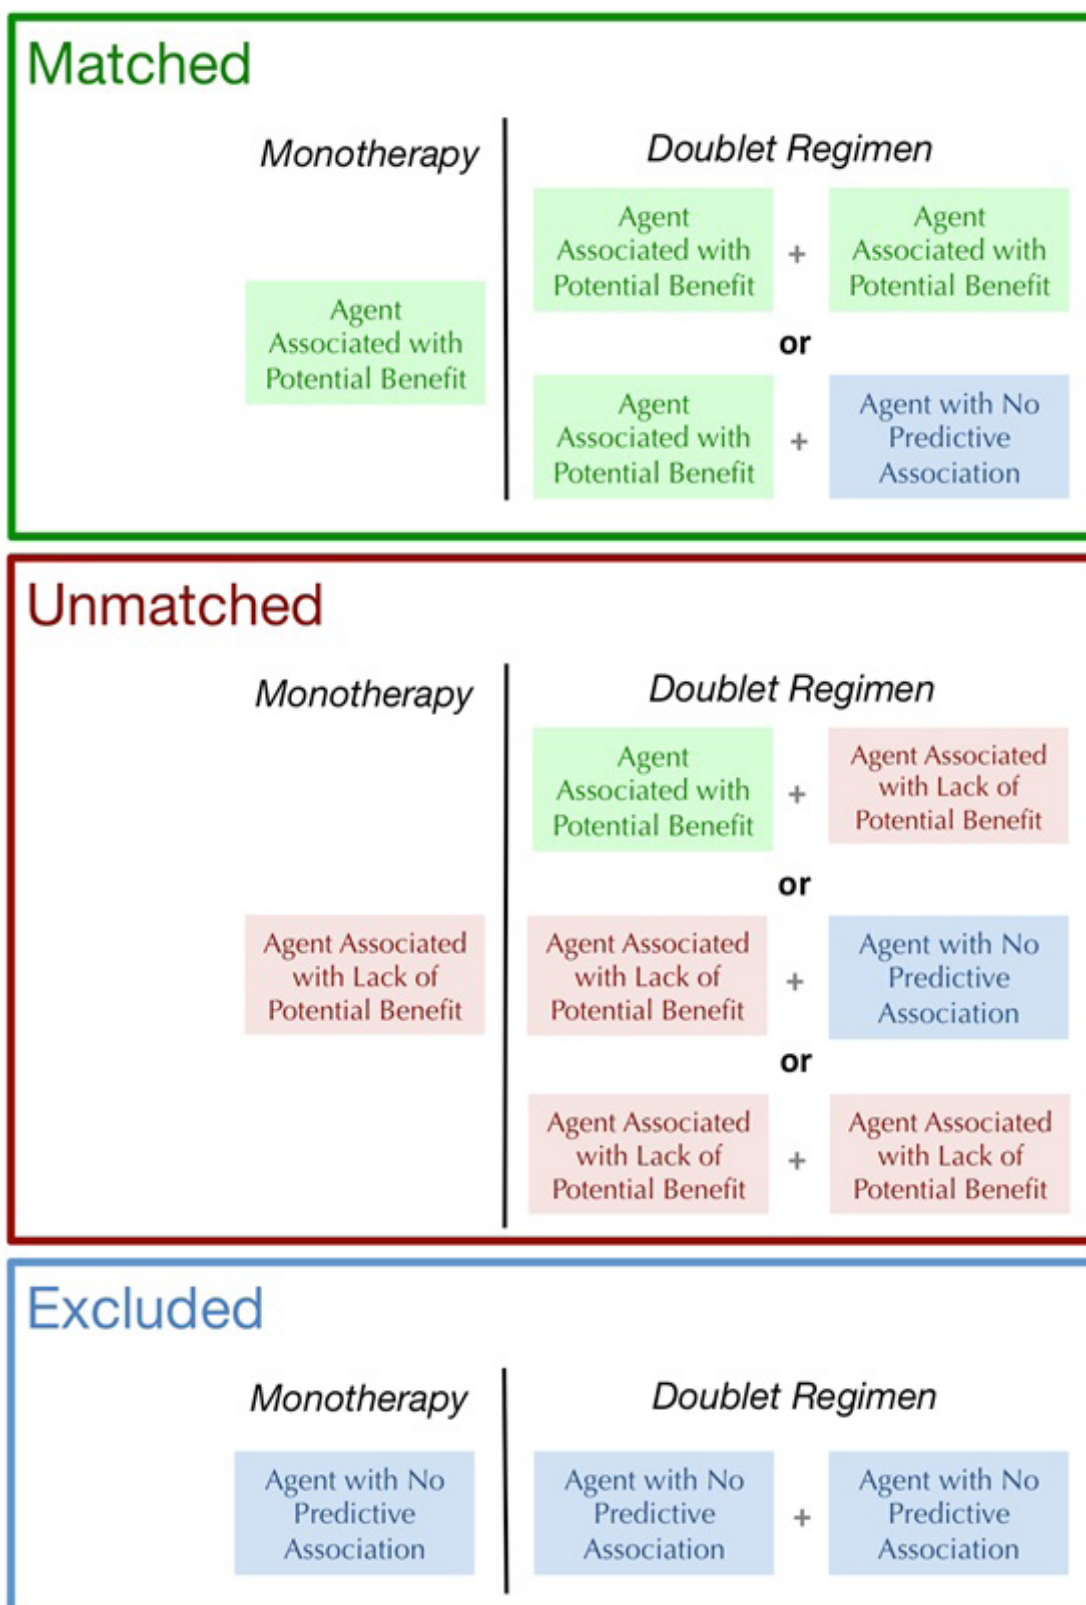 Matched
Monotherapy
Doublet Regimen
Agent
Associated with
Potential Benefit
Agent
Associated with
Potential Benefit
+
Agent
Associated with
Potential Benefit
or
Agent
Associated with
Potential Benefit
+
Agent with No
Predictive
Association
Unmatched
Monotherapy
Doublet Regimen
Agent Associated
with Lack of
Potential Benefit
Agent
Associated with
Potential Benefit
+
Agent Associated
with Lack of
Potential Benefit
or
Agent Associated
with Lack of
Potential Benefit
+
Agent with No
Predictive
Association
or
Agent Associated
with Lack of
Potential Benefit
+
Agent Associated
with Lack of
Potential Benefit
Excluded
Monotherapy
Doublet Regimen
Agent with No
Predictive
Association
Agent with No
Predictive
Association
+
Agent with No
Predictive
Association